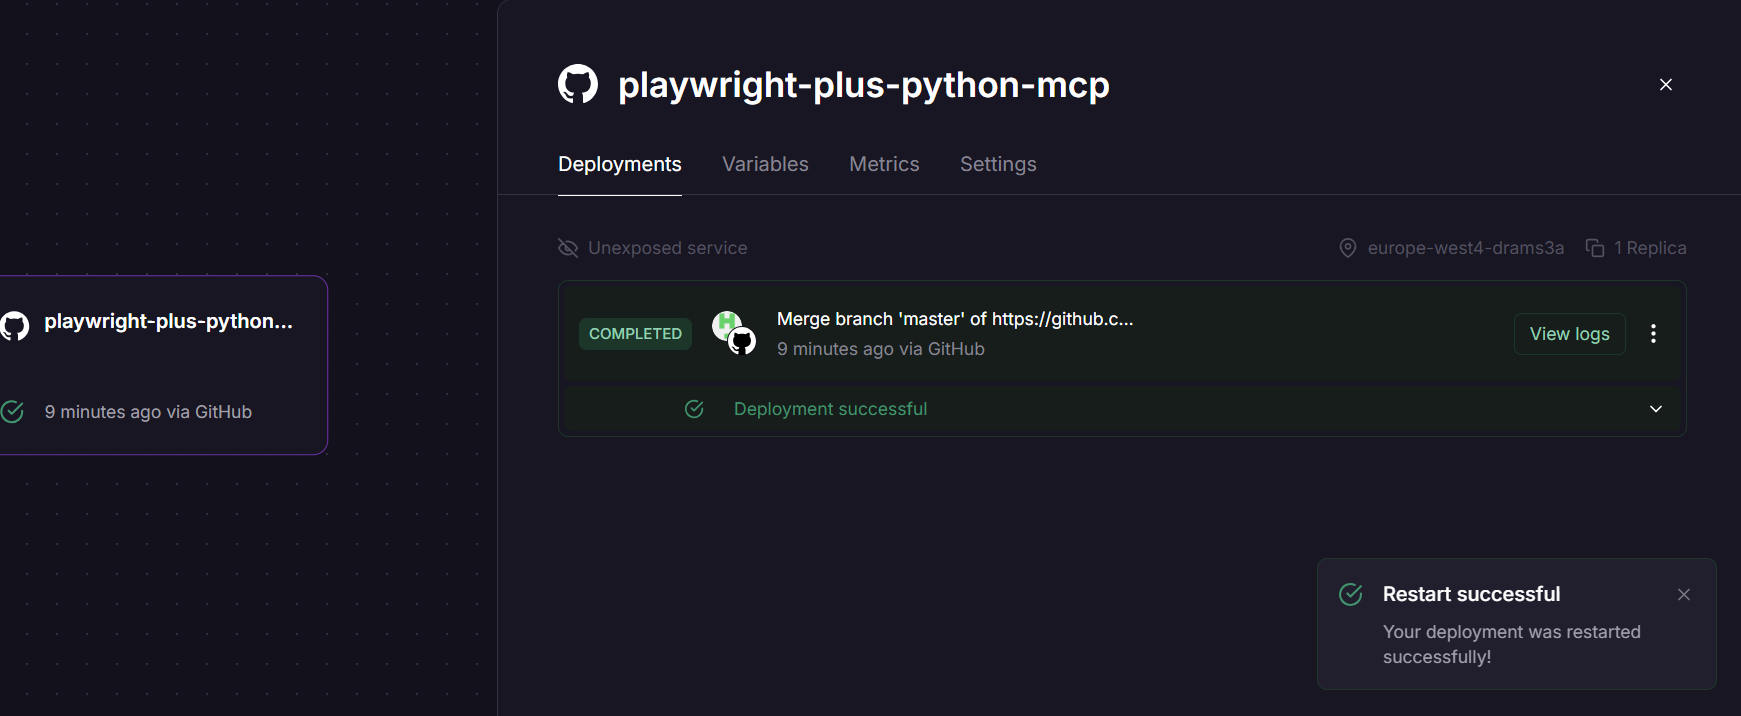 playwright-plus-python-mcp
Deployments Variables Metrics Settings
Unexposed service europe-west4-drams3a 1 Replica
playwright-plus-python...
9 minutes ago via GitHub
COMPLETED Merge branch 'master' of https://github.c... View logs
9 minutes ago via GitHub
Deployment successful
Restart successful
Your deployment was restarted
successfully!